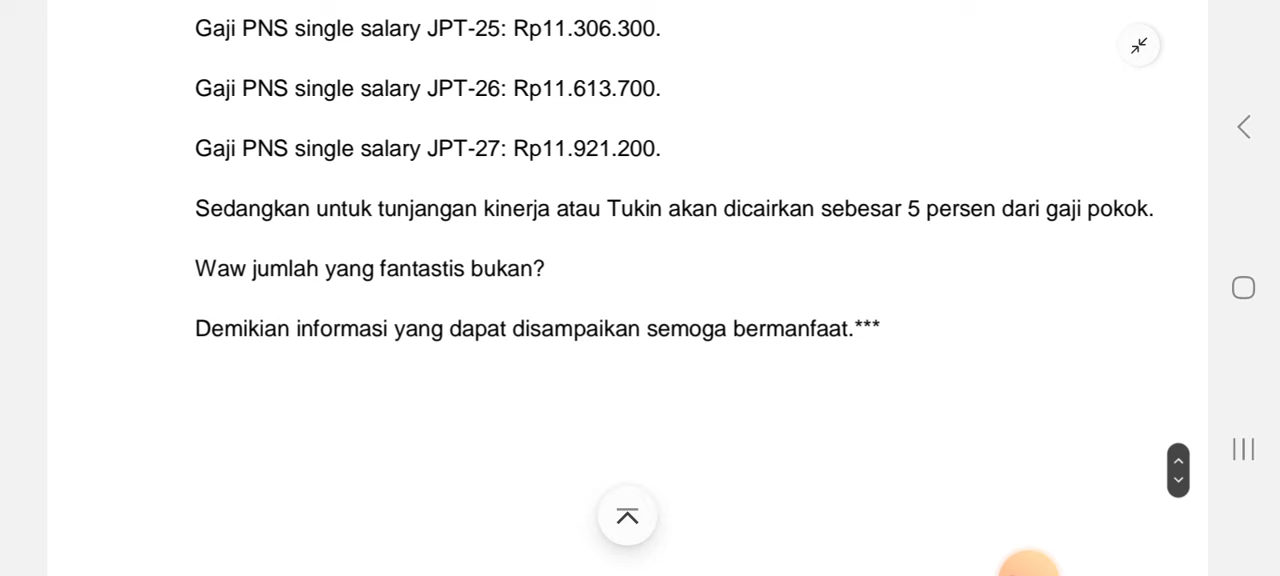 Gaji PNS single salary JPT-25: Rp11.306.300.
Gaji PNS single salary JPT-26: Rp11.613.700.
Gaji PNS single salary JPT-27: Rp11.921.200.
Sedangkan untuk tunjangan kinerja atau Tukin akan dicairkan sebesar 5 persen dari gaji pokok.
Waw jumlah yang fantastis bukan?
Demikian informasi yang dapat disampaikan semoga bermanfaat.***